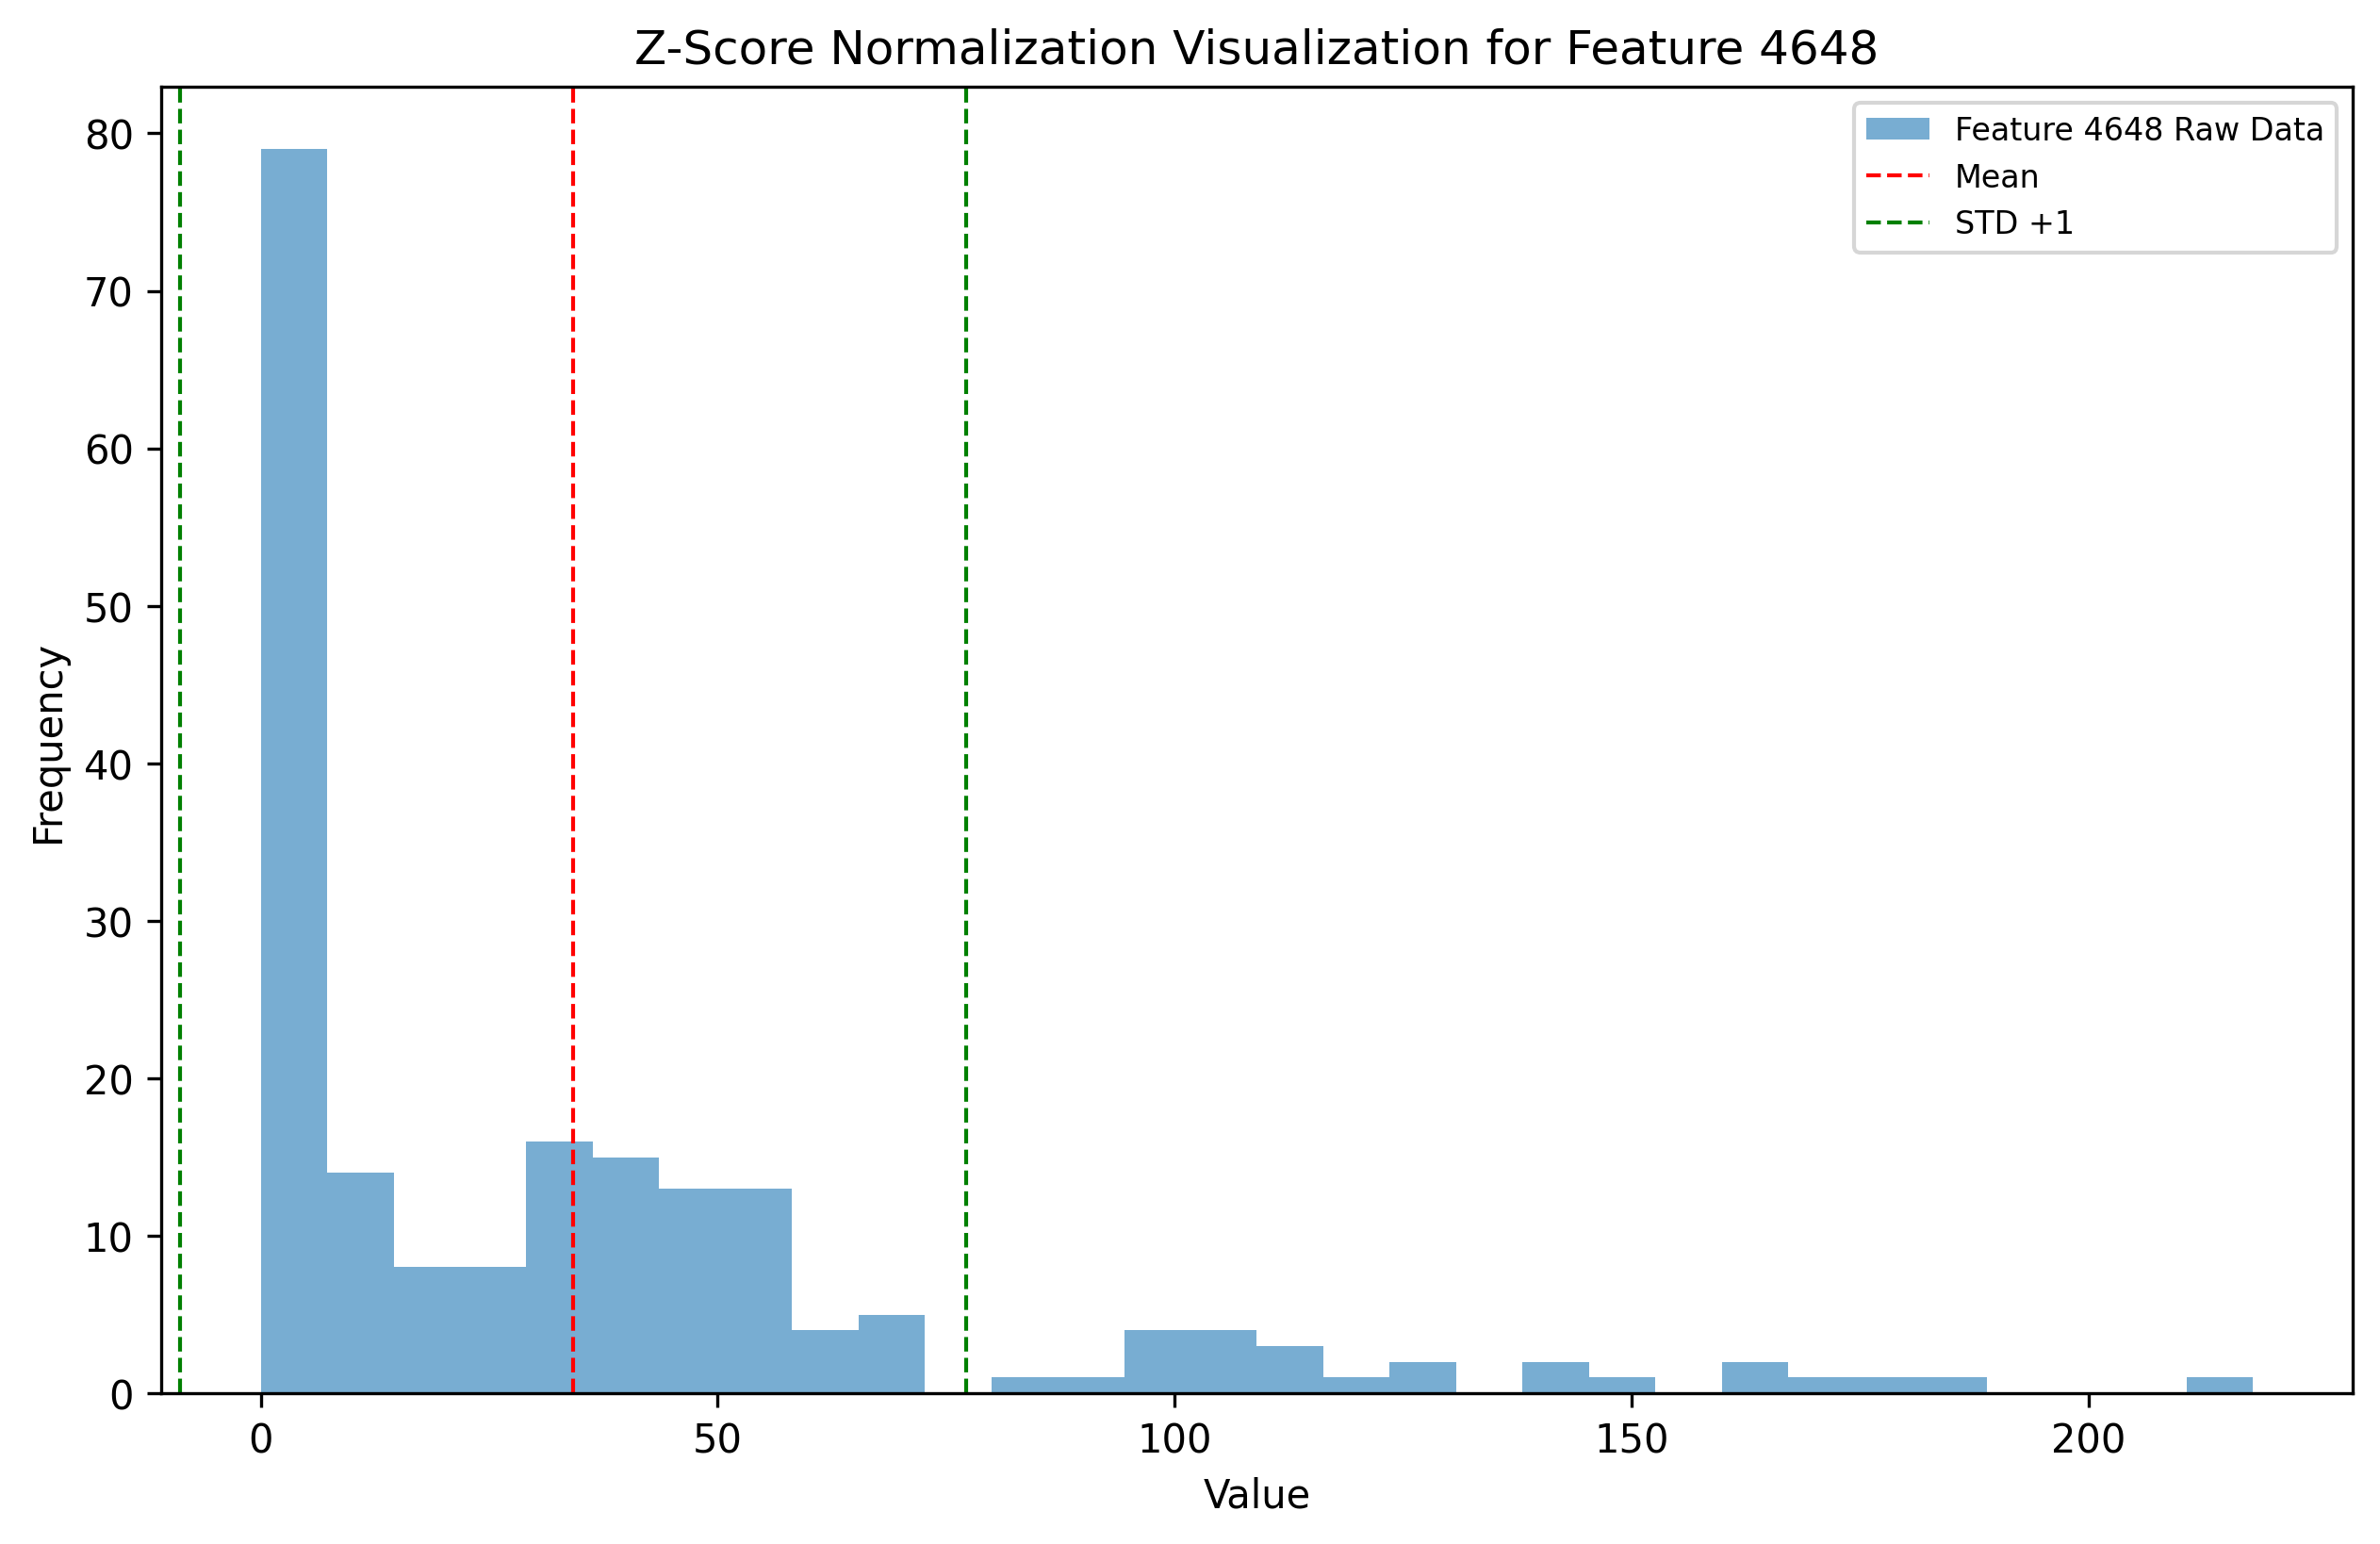 Z-Score Normalization Visualization for Feature 4648
Feature 4648 Raw Data
Mean
STD +1
80
70
60
50
40
30
20
10
0
Frequency
0 50 100 150 200
Value